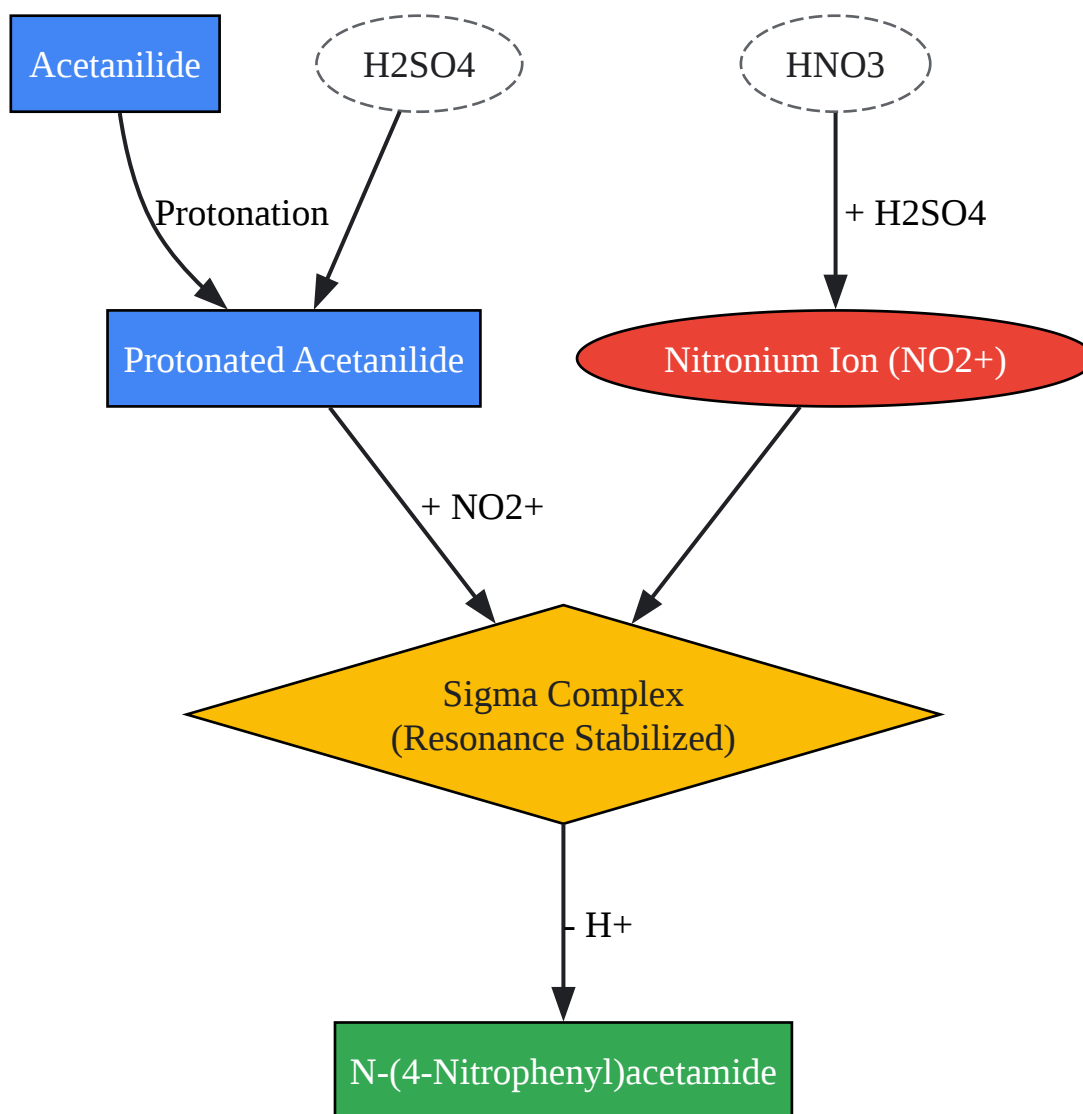 Acetanilide
H2SO4
HNO3
Protonation
+ H2SO4
Protonated Acetanilide
Nitronium Ion (NO2+)
+ NO2+
Sigma Complex
(Resonance Stabilized)
- H+
N-(4-Nitrophenyl)acetamide